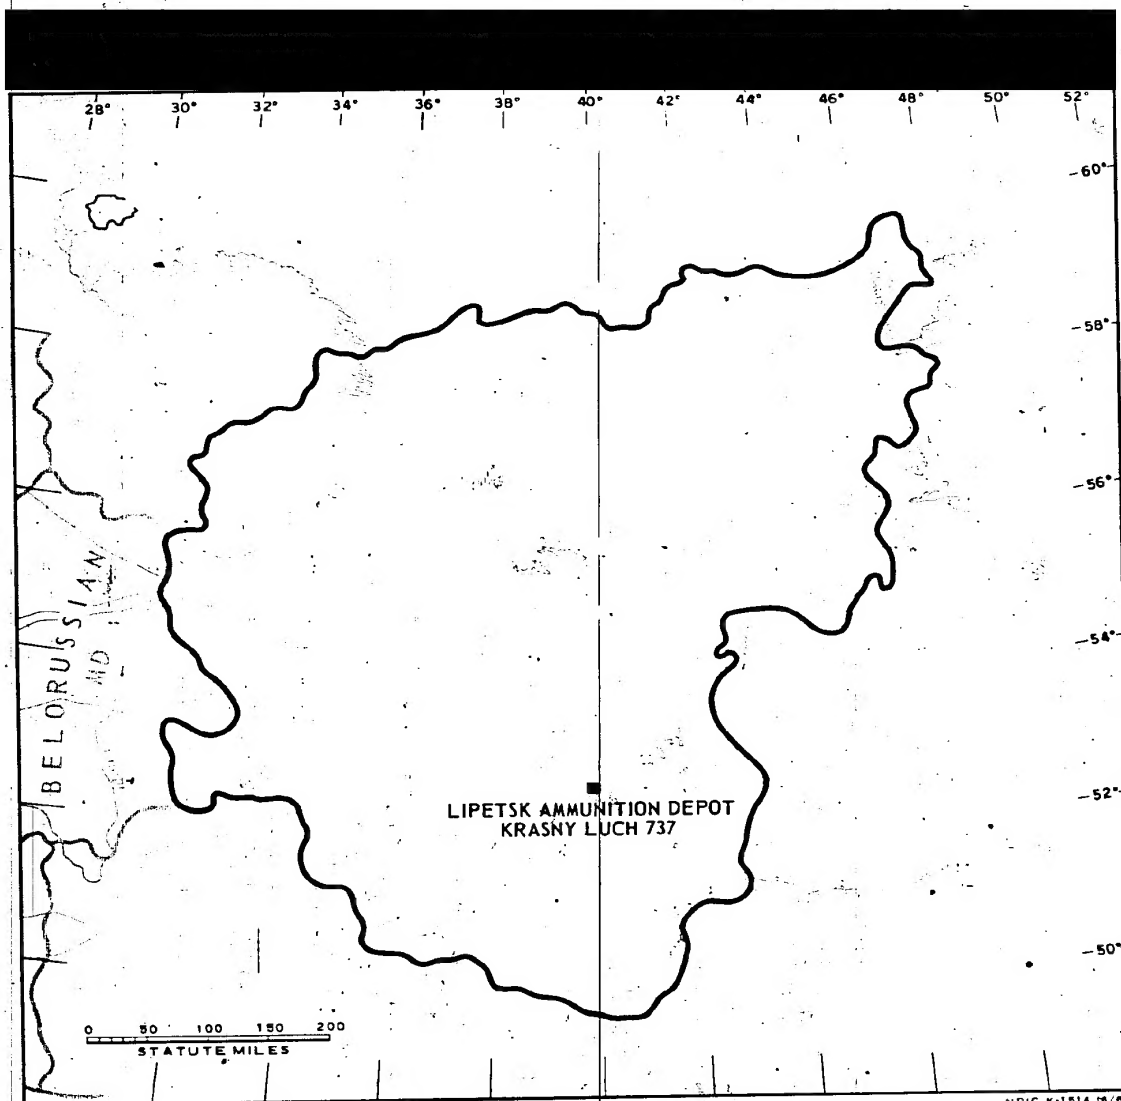 28° 30° 32° 34° 36° 38° 40° 42° 44° 46° 48° 50° 52°
60°
58°
56°
54°
52°
50°
BELORUSSIAN
MD
LIPETSK AMMUNITION DEPOT
KRASNY LUCH 737
0 50 100 150 200
STATUTE MILES